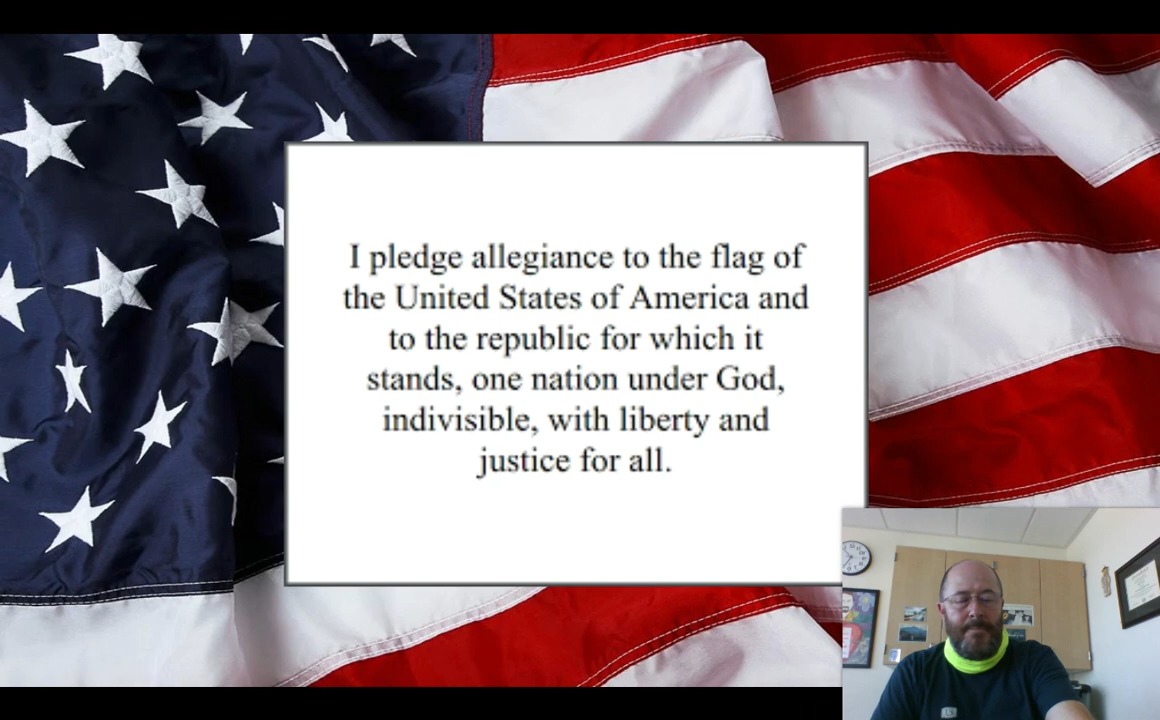 I pledge allegiance to the flag of
the United States of America and
to the republic for which it
stands, one nation under God,
indivisible, with liberty and
justice for all.